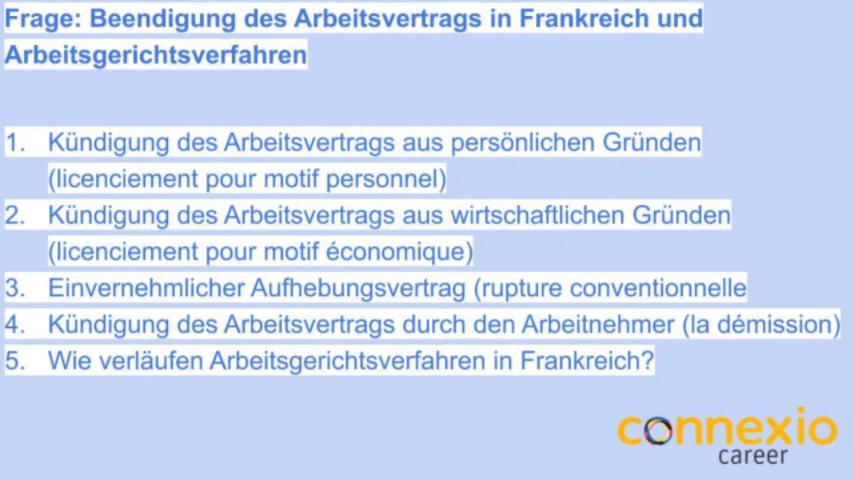 Frage: Beendigung des Arbeitsvertrags in Frankreich und
Arbeitsgerichtsverfahren
1. Kündigung des Arbeitsvertrags aus persönlichen Gründen
(licenciement pour motif personnel)
2. Kündigung des Arbeitsvertrags aus wirtschaftlichen Gründen
(licenciement pour motif économique)
3. Einvernehmlicher Aufhebungsvertrag (rupture conventionnelle
4. Kündigung des Arbeitsvertrags durch den Arbeitnehmer (la démission)
5. Wie verläufen Arbeitsgerichtsverfahren in Frankreich?
connexio
career